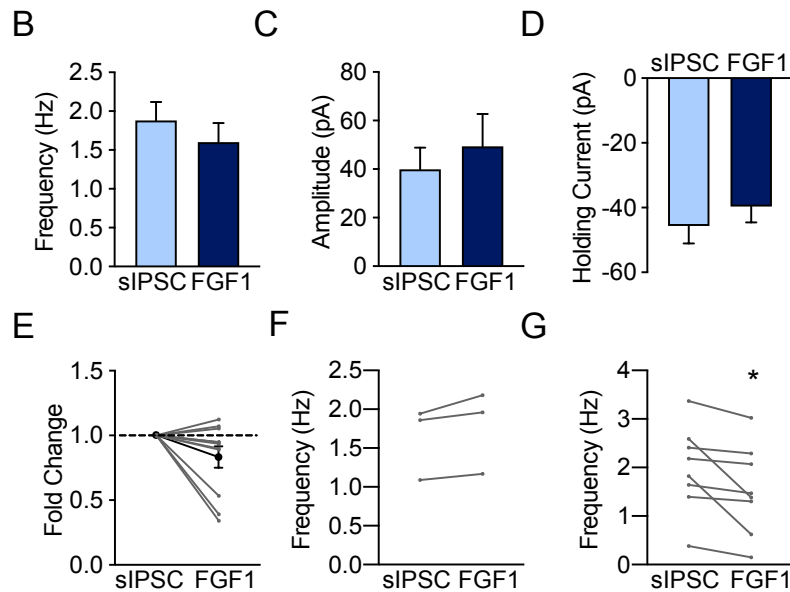 B
C
D
Frequency (Hz)
2.5
2.0
1.5
1.0
0.5
0.0
sIPSC FGF1
Amplitude (pA)
80
60
40
20
0
sIPSC FGF1
Holding Current (pA)
sIPSC FGF1
0
-20
-40
-60
E
F
G
Fold Change
1.5
1.0
0.5
0.0
sIPSC FGF1
Frequency (Hz)
2.5
2.0
1.5
1.0
0.5
0.0
sIPSC FGF1
Frequency (Hz)
4
3
2
1
0
*
sIPSC FGF1